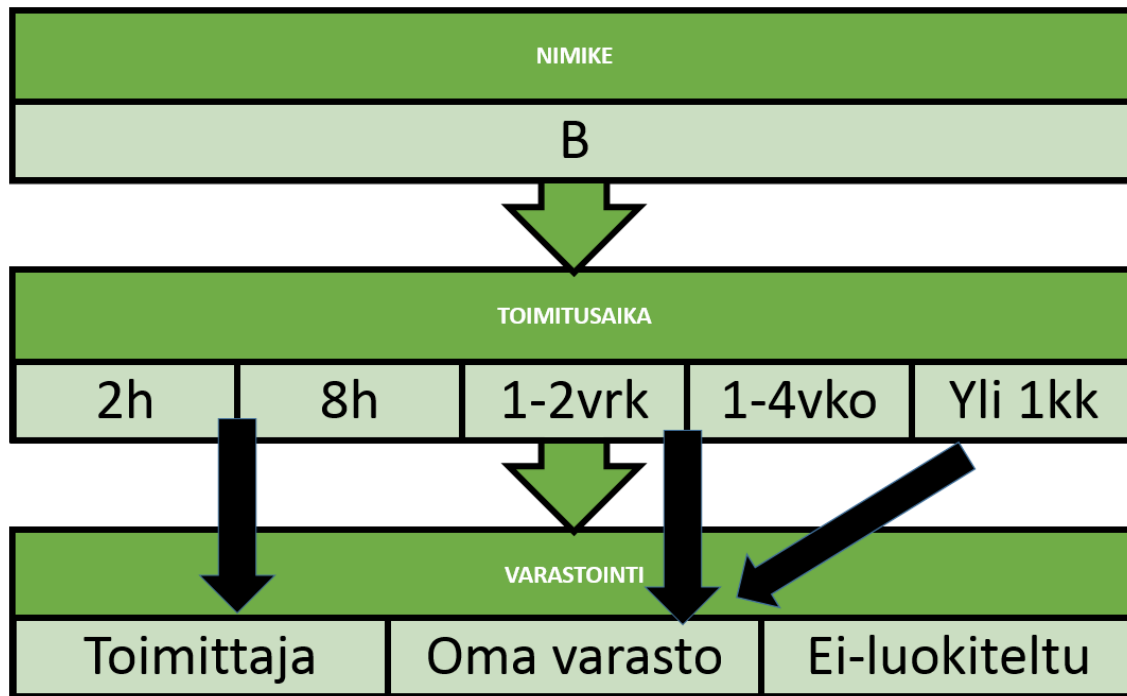 NIMIKE
B
TOIMITUSAIKA
2h 8h 1-2vrk 1-4vko Yli 1kk
VARASTOINTI
Toimittaja Oma varasto Ei-luokiteltu